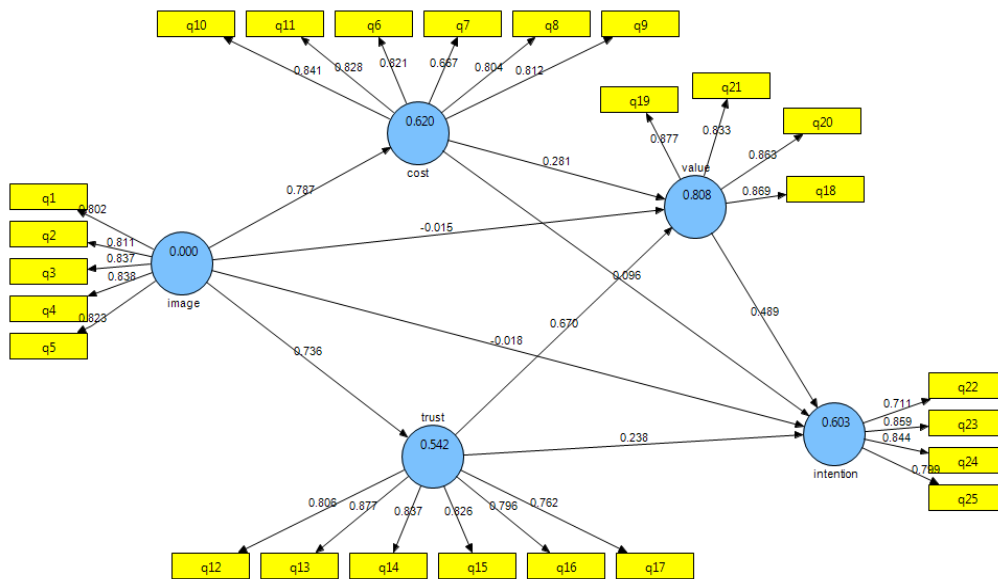 q10 q11 q6 q7 q8 q9
0.841 0.828 0.821 0.667 0.804 0.812
q21
q19
q20
0.877 0.833 0.863
0.620
cost
value
0.281
0.787
0.869 q18
0.808
q1
0.802
q2
0.811
q3
0.837
q4
0.838
q5
0.823
0.000
image
-0.015
0.096
0.670
0.489
-0.018
0.736
trust
0.542
0.238
0.603
intention
q22
0.711
q23
0.859
q24
0.844
q25
0.799
0.806 0.877 0.837 0.826 0.796 0.762
q12 q13 q14 q15 q16 q17